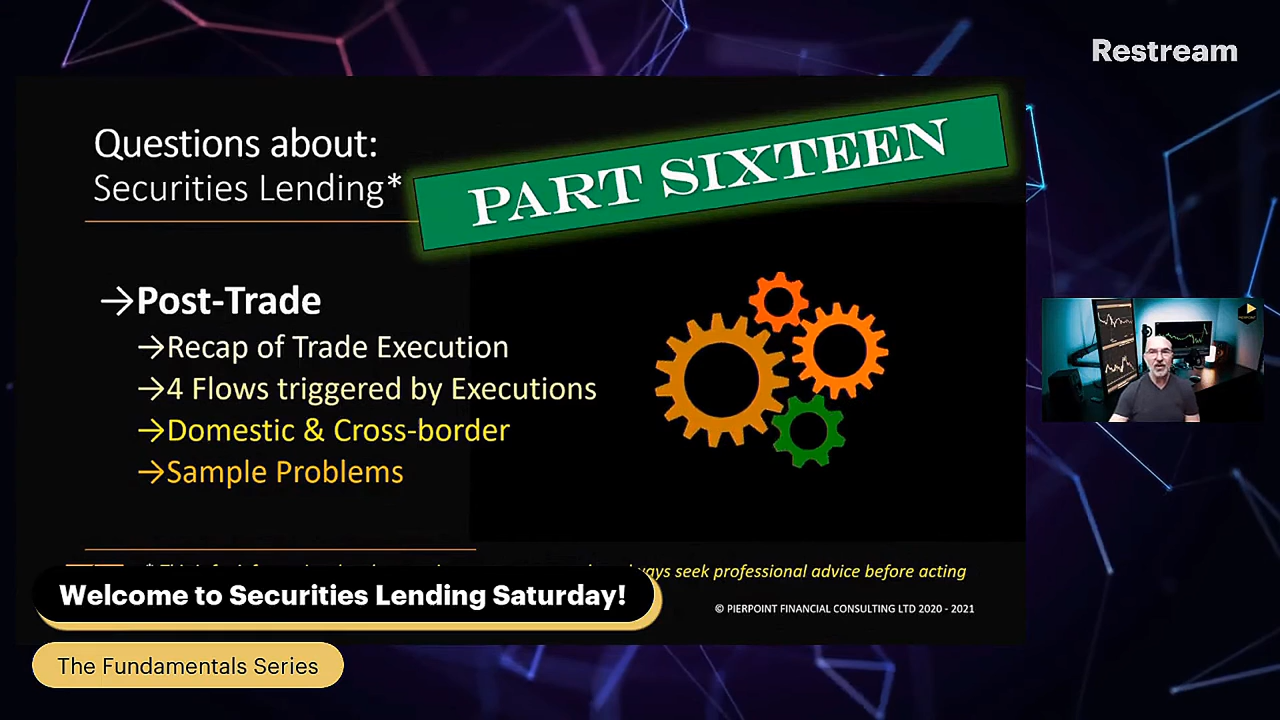 Restream
Questions about:
Securities Lending*
PART SIXTEEN
→Post-Trade
→Recap of Trade Execution
→4 Flows triggered by Executions
→Domestic & Cross-border
→Sample Problems
seek professional advice before acting
Welcome to Securities Lending Saturday!
© PIERPOINT FINANCIAL CONSULTING LTD 2020 - 2021
The Fundamentals Series